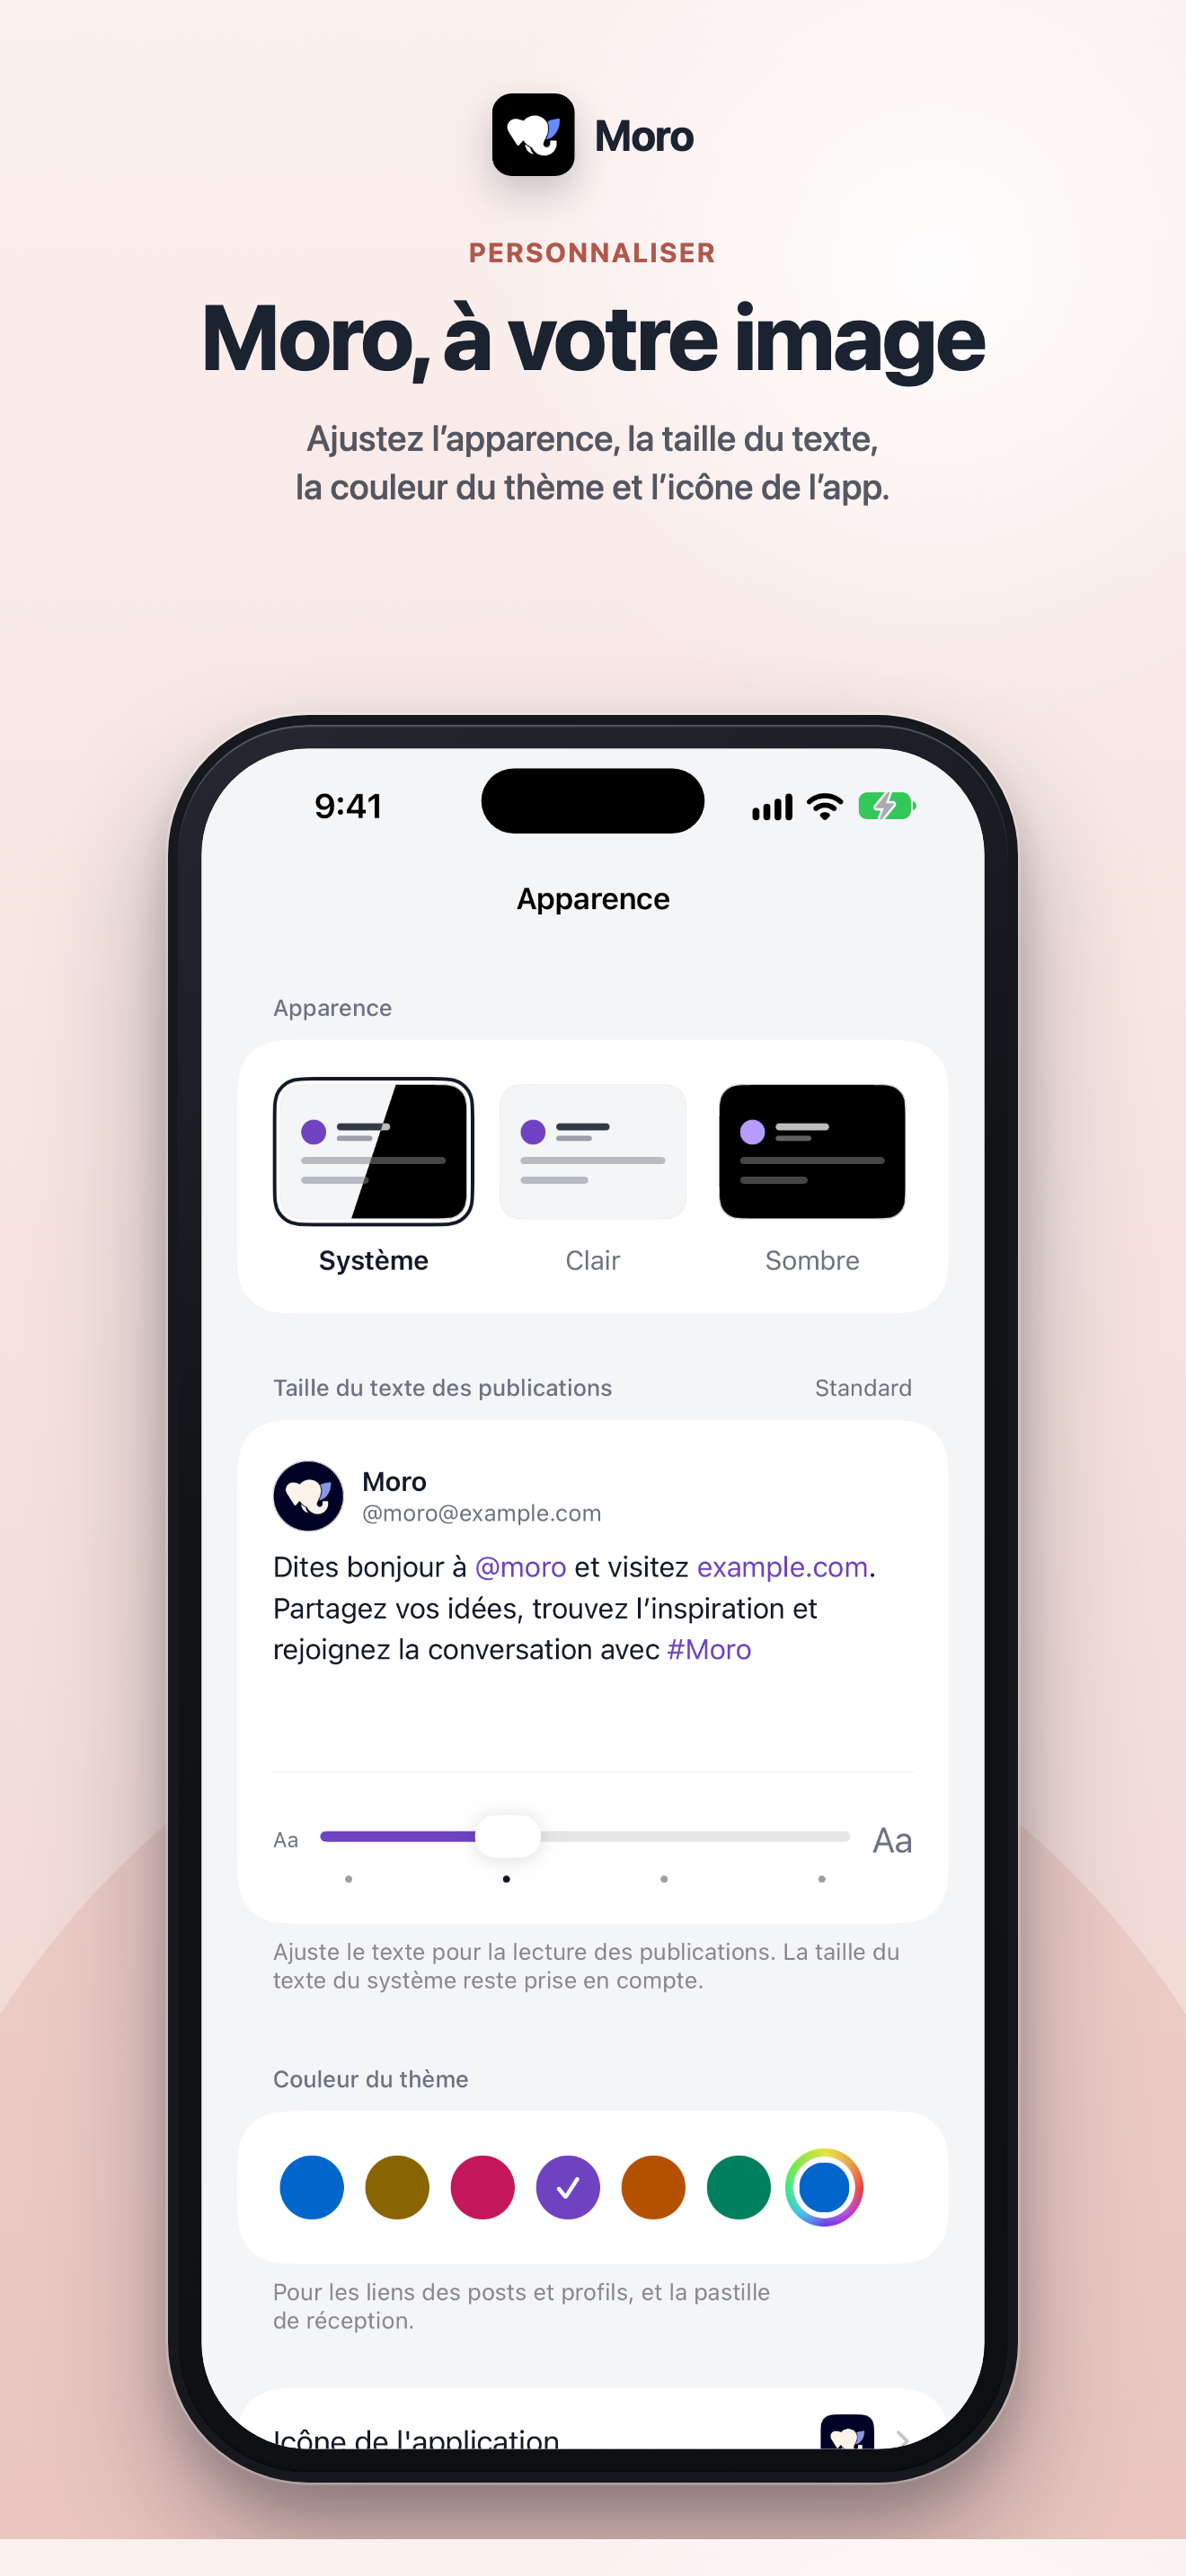 Moro
PERSONNALISER
Moro, à votre image
Ajustez l’apparence, la taille du texte,
la couleur du thème et l’icône de l’app.
9:41
Apparence
Apparence
Système
Clair
Sombre
Taille du texte des publications
Standard
Moro
@moro@example.com
Dites bonjour à @moro et visitez example.com.
Partagez vos idées, trouvez l’inspiration et
rejoignez la conversation avec #Moro
Aa
Aa
Ajuste le texte pour la lecture des publications. La taille du
texte du système reste prise en compte.
Couleur du thème
Pour les liens des posts et profils, et la pastille
de réception.
Icône de l'application